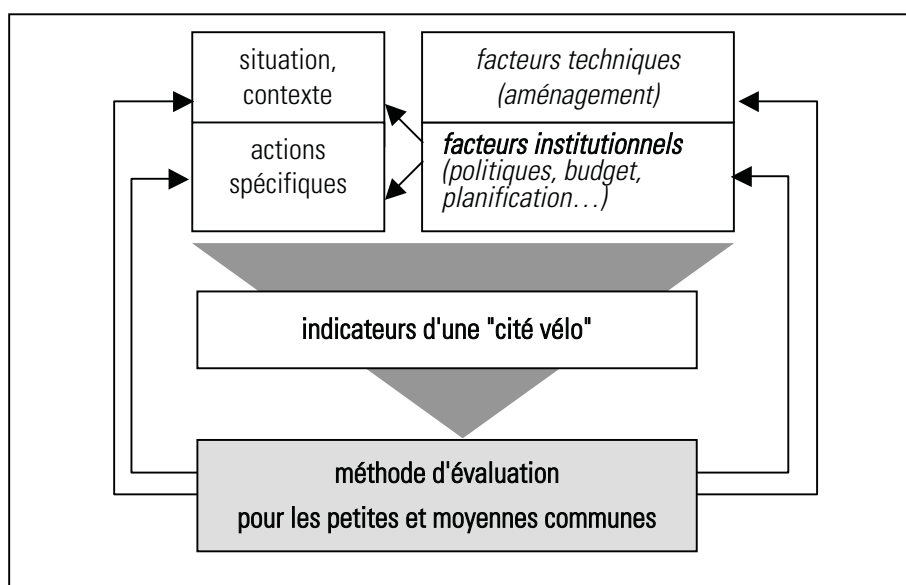 situation,
contexte
facteurs techniques
(aménagement)
actions
spécifiques
facteurs institutionnels
(politiques, budget,
planification…)
indicateurs d'une "cité vélo"
méthode d'évaluation
pour les petites et moyennes communes